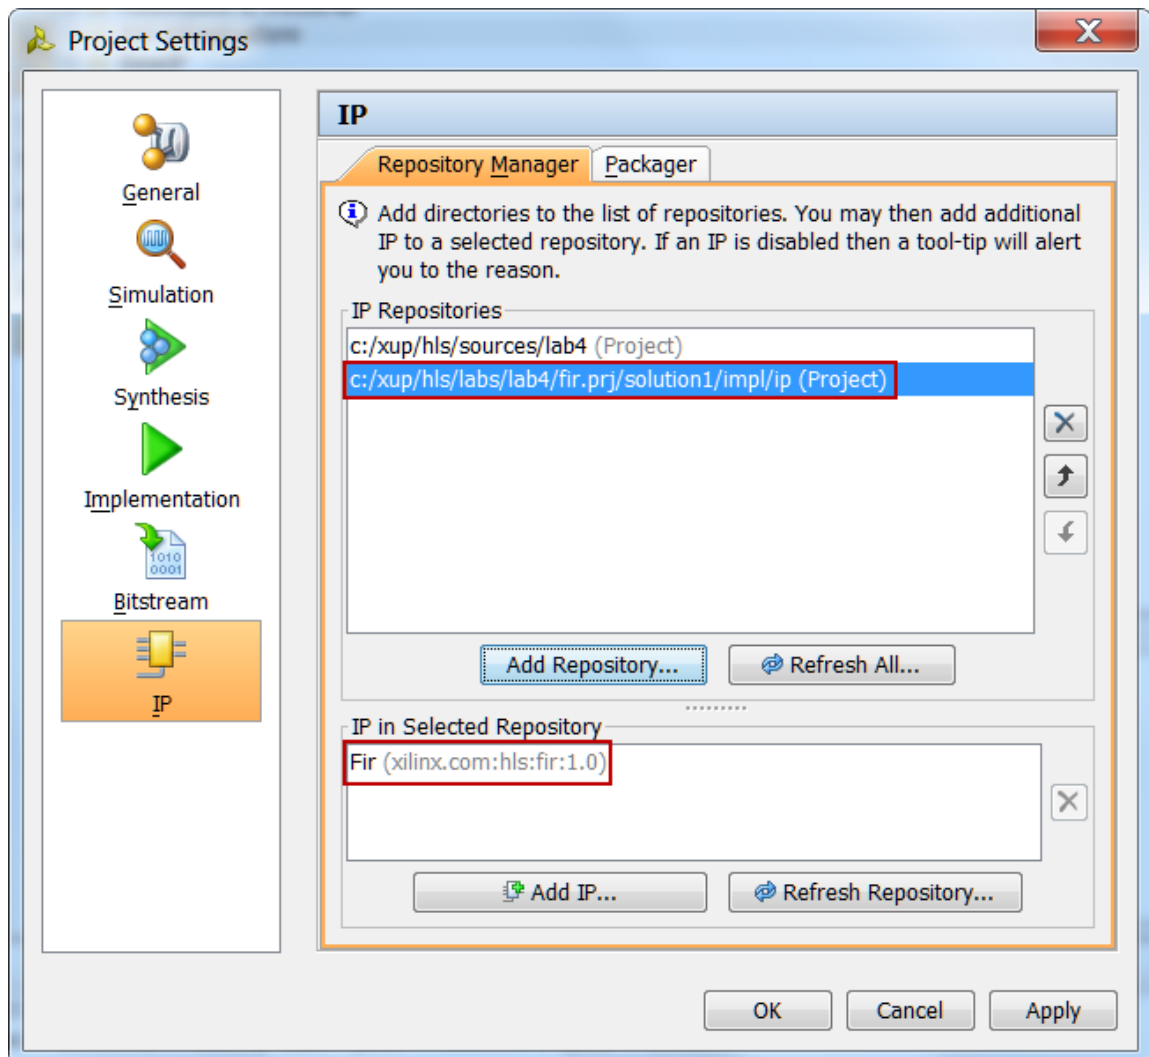 Project Settings
General
Simulation
Synthesis
Implementation
1010
0001
Bitstream
IP
IP
Repository Manager
Packager
Add directories to the list of repositories. You may then add additional
IP to a selected repository. If an IP is disabled then a tool-tip will alert
you to the reason.
IP Repositories
c:/xup/hls/sources/lab4 (Project)
c:/xup/hls/labs/lab4/fir.prj/solution1/impl/ip (Project)
Add Repository...
Refresh All...
IP in Selected Repository
Fir (xilinx.com:hls:fir:1.0)
Add IP...
Refresh Repository...
OK
Cancel
Apply